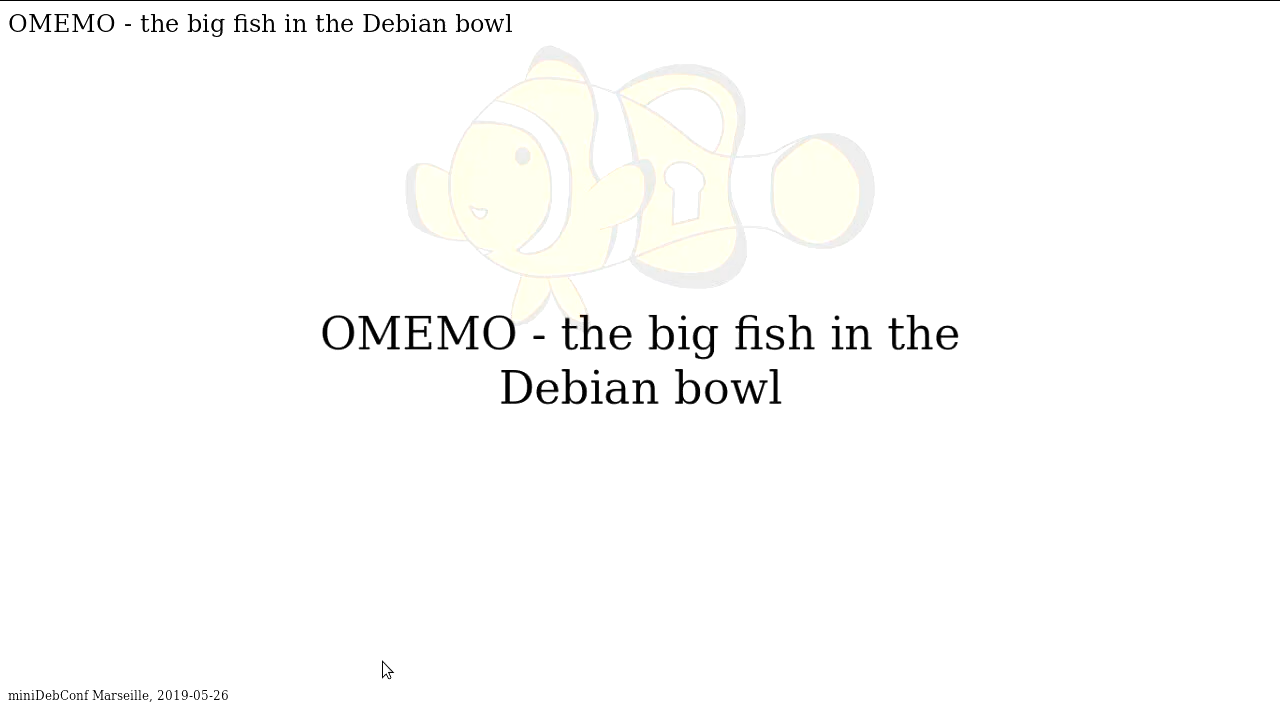 OMEMO - the big fish in the Debian bowl
OMEMO - the big fish in the
Debian bowl
miniDebConf Marseille, 2019-05-26